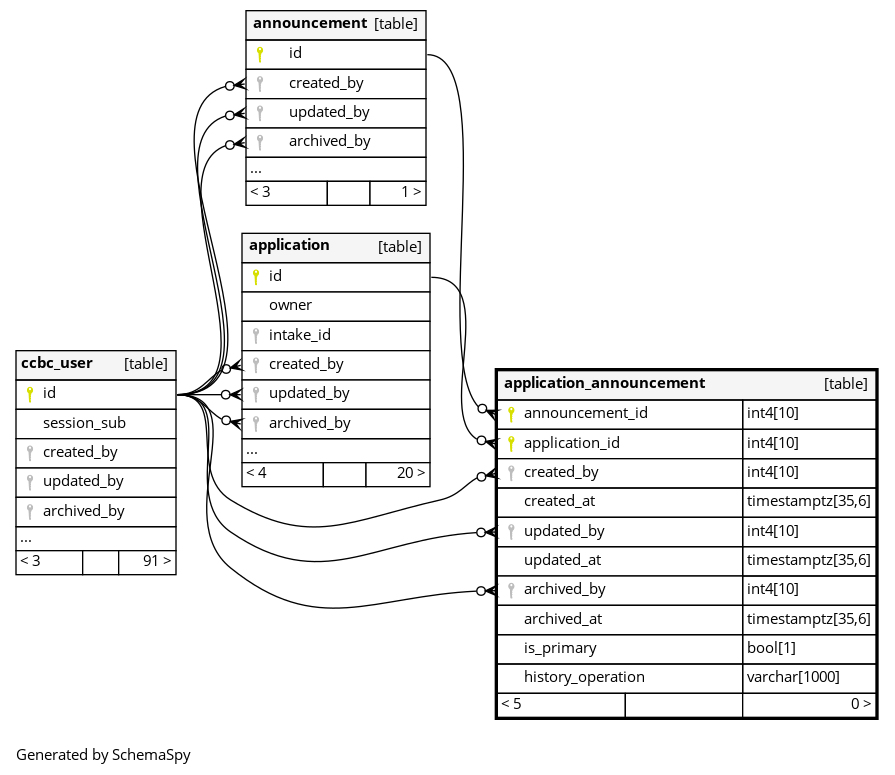 announcement [table]
id
created_by
updated_by
archived_by
...
< 3 1 >
application [table]
id
owner
intake_id
created_by
updated_by
archived_by
...
< 4 20 >
ccbc_user [table]
id
session_sub
created_by
updated_by
archived_by
...
< 3 91 >
application_announcement [table]
announcement_id int4[10]
application_id int4[10]
created_by int4[10]
created_at timestamptz[35,6]
updated_by int4[10]
updated_at timestamptz[35,6]
archived_by int4[10]
archived_at timestamptz[35,6]
is_primary bool[1]
history_operation varchar[1000]
< 5 0 >
Generated by SchemaSpy